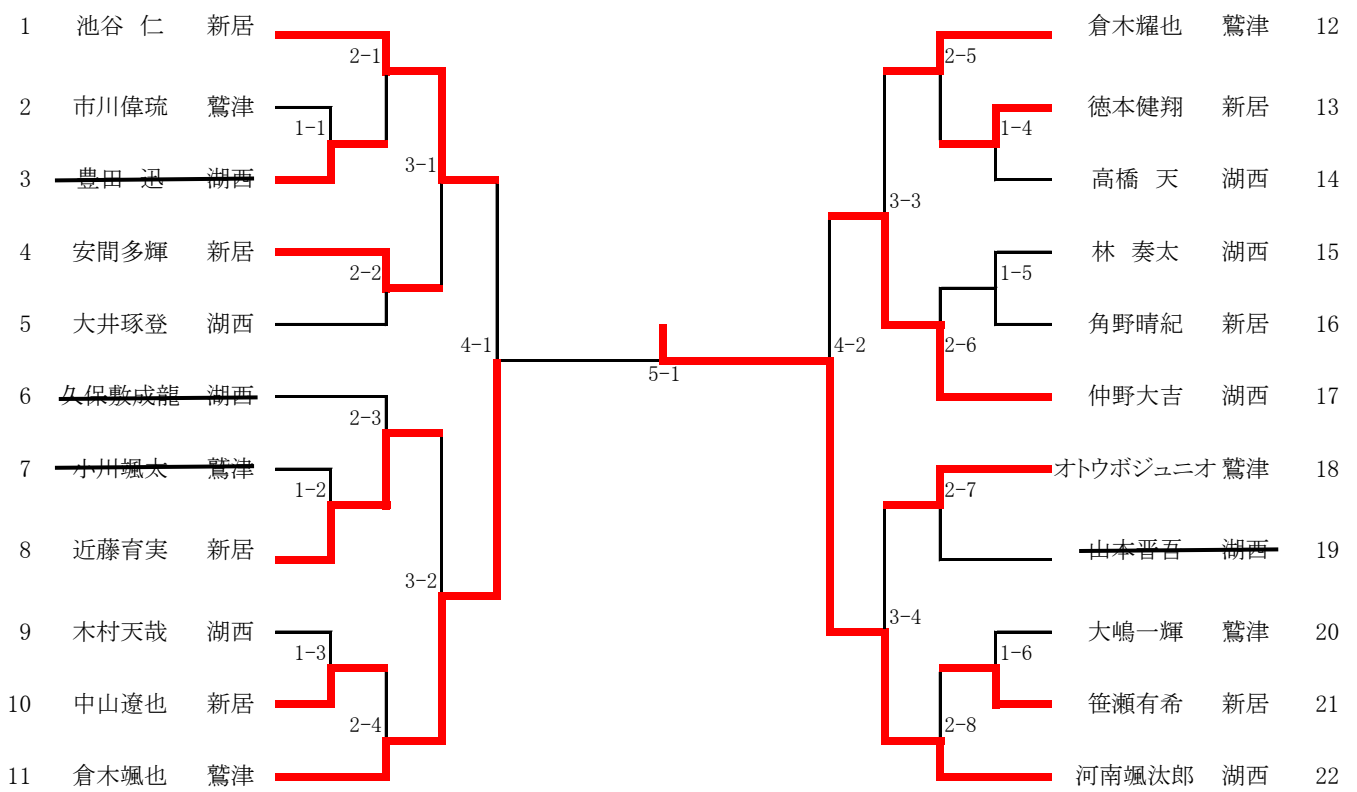 1 池谷 仁 新居
2-1
2 市川偉琉 鷲津
1-1
3 豊田 迅 湖西
3-1
4 安間多輝 新居
2-2
5 大井琢登 湖西
4-1
6 久保敷成龍 湖西
2-3
7 小川颯太 鷲津
1-2
8 近藤育実 新居
3-2
9 木村天哉 湖西
1-3
10 中山遼也 新居
2-4
11 倉木颯也 鷲津
5-1
倉木耀也 鷲津 12
2-5
徳本健翔 新居 13
1-4
高橋 天 湖西 14
3-3
林 奏太 湖西 15
1-5
角野晴紀 新居 16
4-2
2-6
仲野大吉 湖西 17
オトウボジュニオ 鷲津 18
2-7
山本晋吾 湖西 19
3-4
大嶋一輝 鷲津 20
1-6
笹瀬有希 新居 21
2-8
河南颯汰郎 湖西 22